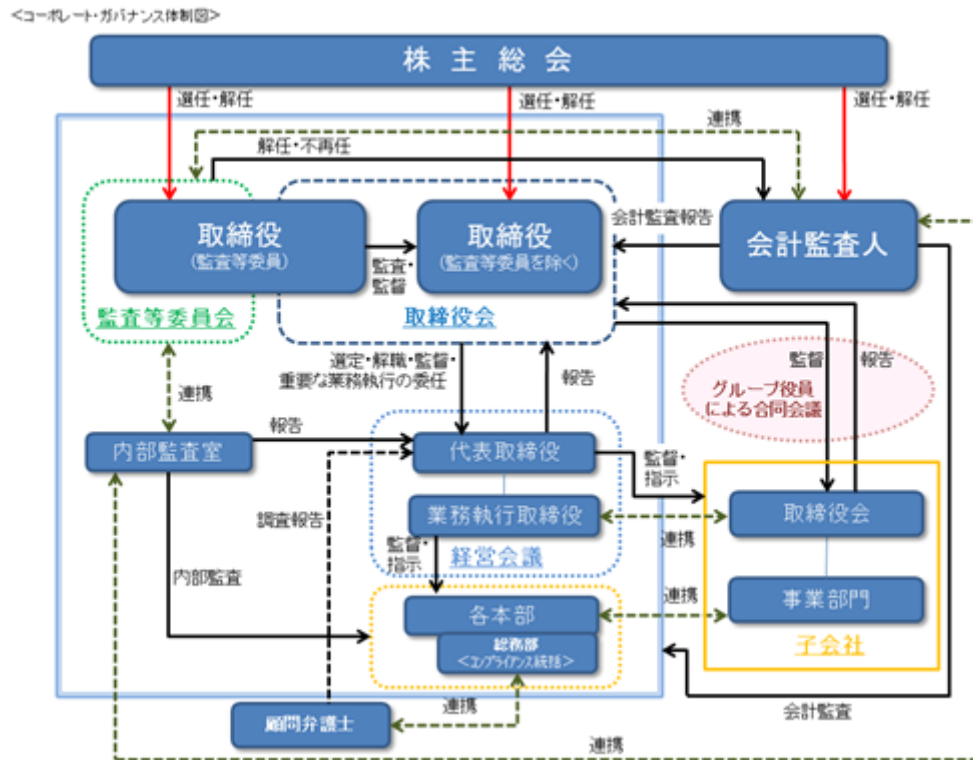 <コーポレート・ガバナンス体制図>
株主総会
選任・解任
選任・解任
選任・解任
連携
解任・不再任
取締役
(監査等委員)
取締役
(監査等委員を除く)
会計監査報告
会計監査人
監査・
監督
監査等委員会
取締役会
選定・解職・監督・
重要な業務執行の委任
報告
監督
報告
グループ役員
による合同会議
連携
内部監査室
報告
代表取締役
監督・
指示
調査報告
業務執行取締役
連携
取締役会
監督・
指示
経営会議
内部監査
各本部
連携
事業部門
総務部
<コンプライアンス統括>
子会社
顧問弁護士
連携
会計監査
連携